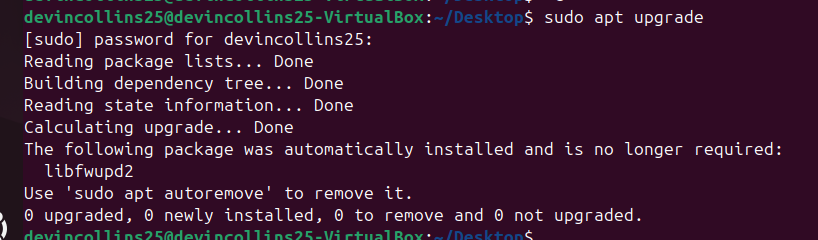 devincollins25@devincollins25-VirtualBox:~/Desktop$ sudo apt upgrade
[sudo] password for devincollins25:
Reading package lists... Done
Building dependency tree... Done
Reading state information... Done
Calculating upgrade... Done
The following package was automatically installed and is no longer required:
  libfwupd2
Use 'sudo apt autoremove' to remove it.
0 upgraded, 0 newly installed, 0 to remove and 0 not upgraded.
devincollins25@devincollins25-VirtualBox:~/Desktop$